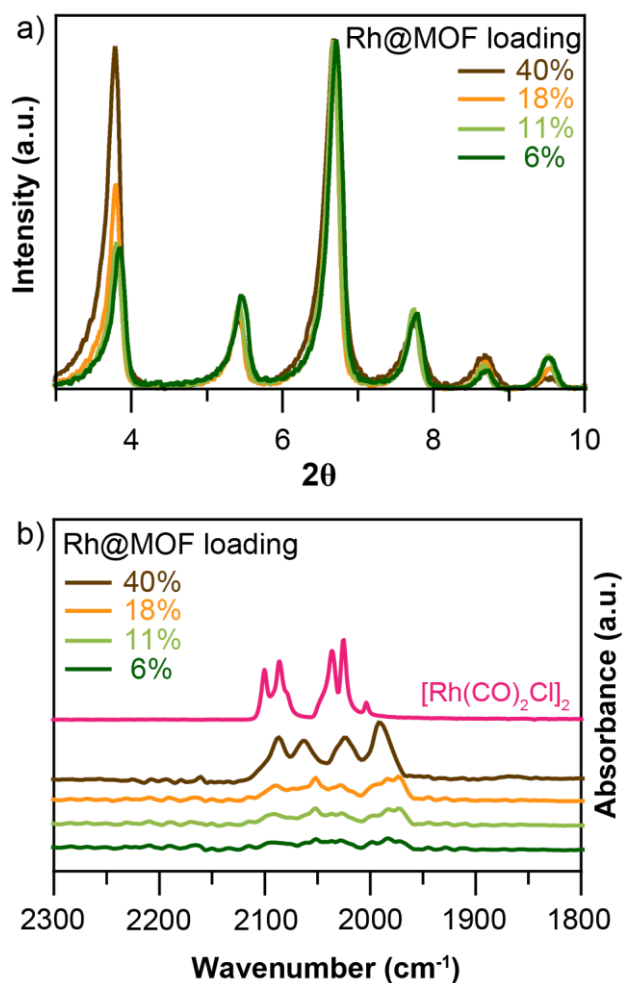 a)
Rh@MOF loading
40%
18%
11%
6%
Intensity (a.u.)
4 6 8 10
2θ
b)
Rh@MOF loading
40%
18%
11%
6%
[Rh(CO)₂Cl]₂
Absorbance (a.u.)
2300 2200 2100 2000 1900 1800
Wavenumber (cm⁻¹)